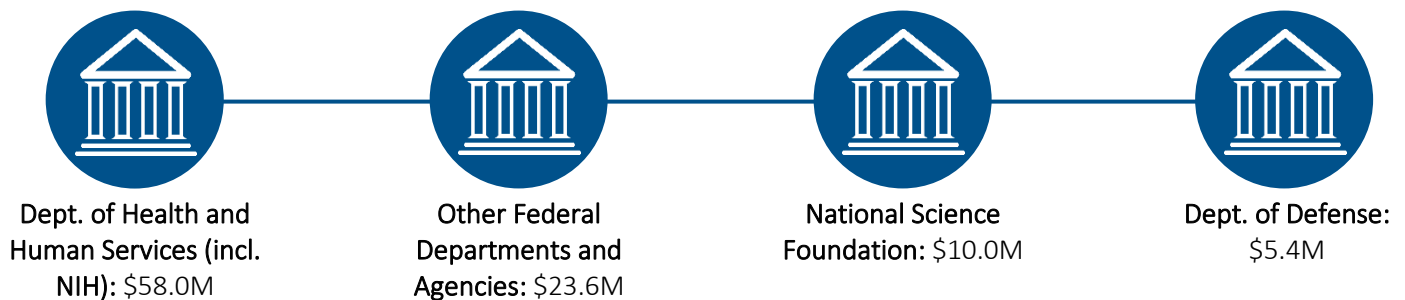 Dept. of Health and
Human Services (incl.
NIH): $58.0M
Other Federal
Departments and
Agencies: $23.6M
National Science
Foundation: $10.0M
Dept. of Defense:
$5.4M